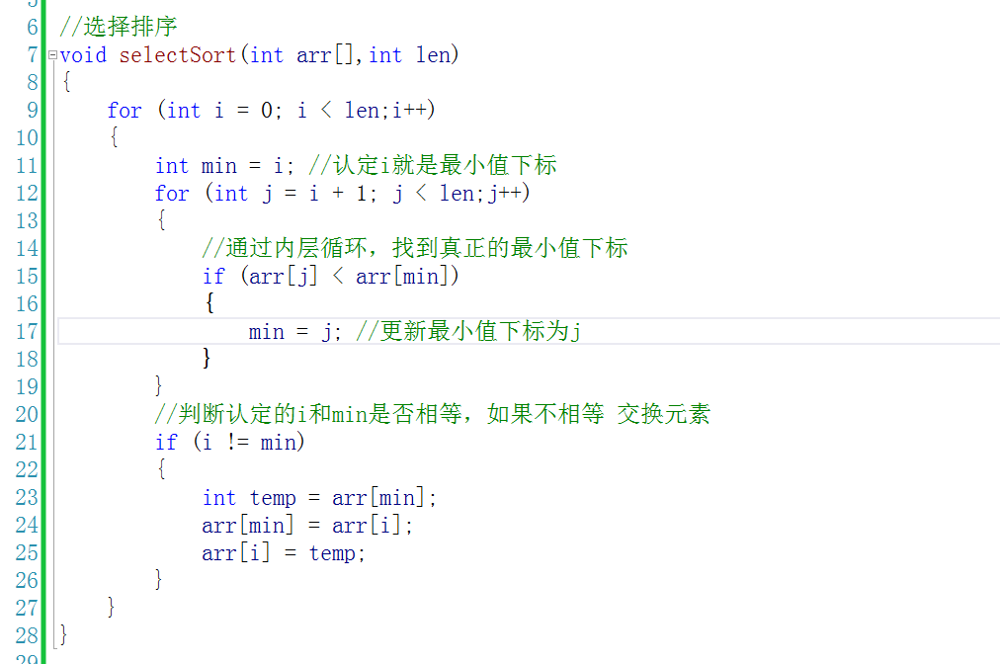 6 //选择排序
7 void selectSort(int arr[],int len)
8 {
9     for (int i = 0; i < len;i++)
10     {
11         int min = i; //认定i就是最小值下标
12         for (int j = i + 1; j < len;j++)
13         {
14             //通过内层循环，找到真正的最小值下标
15             if (arr[j] < arr[min])
16             {
17                 min = j; //更新最小值下标为j
18             }
19         }
20         //判断认定的i和min是否相等，如果不相等 交换元素
21         if (i != min)
22         {
23             int temp = arr[min];
24             arr[min] = arr[i];
25             arr[i] = temp;
26         }
27     }
28 }